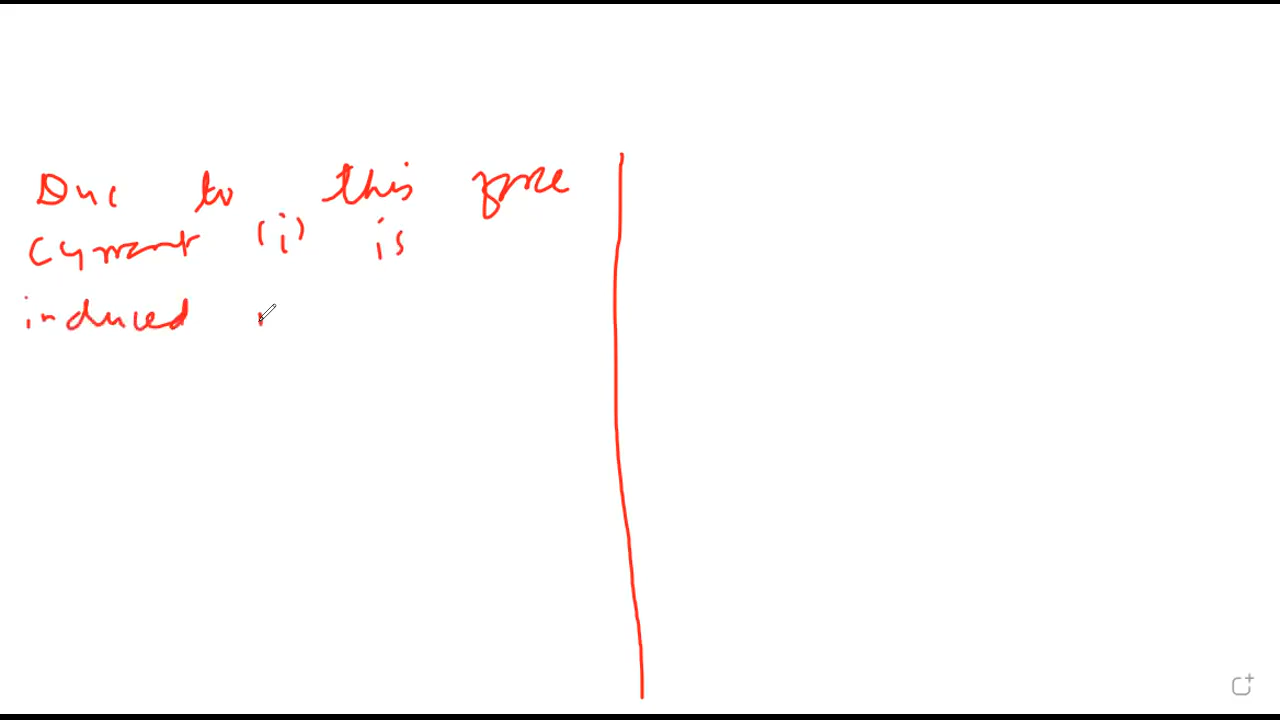 Due to this force
Current (i) is
induced